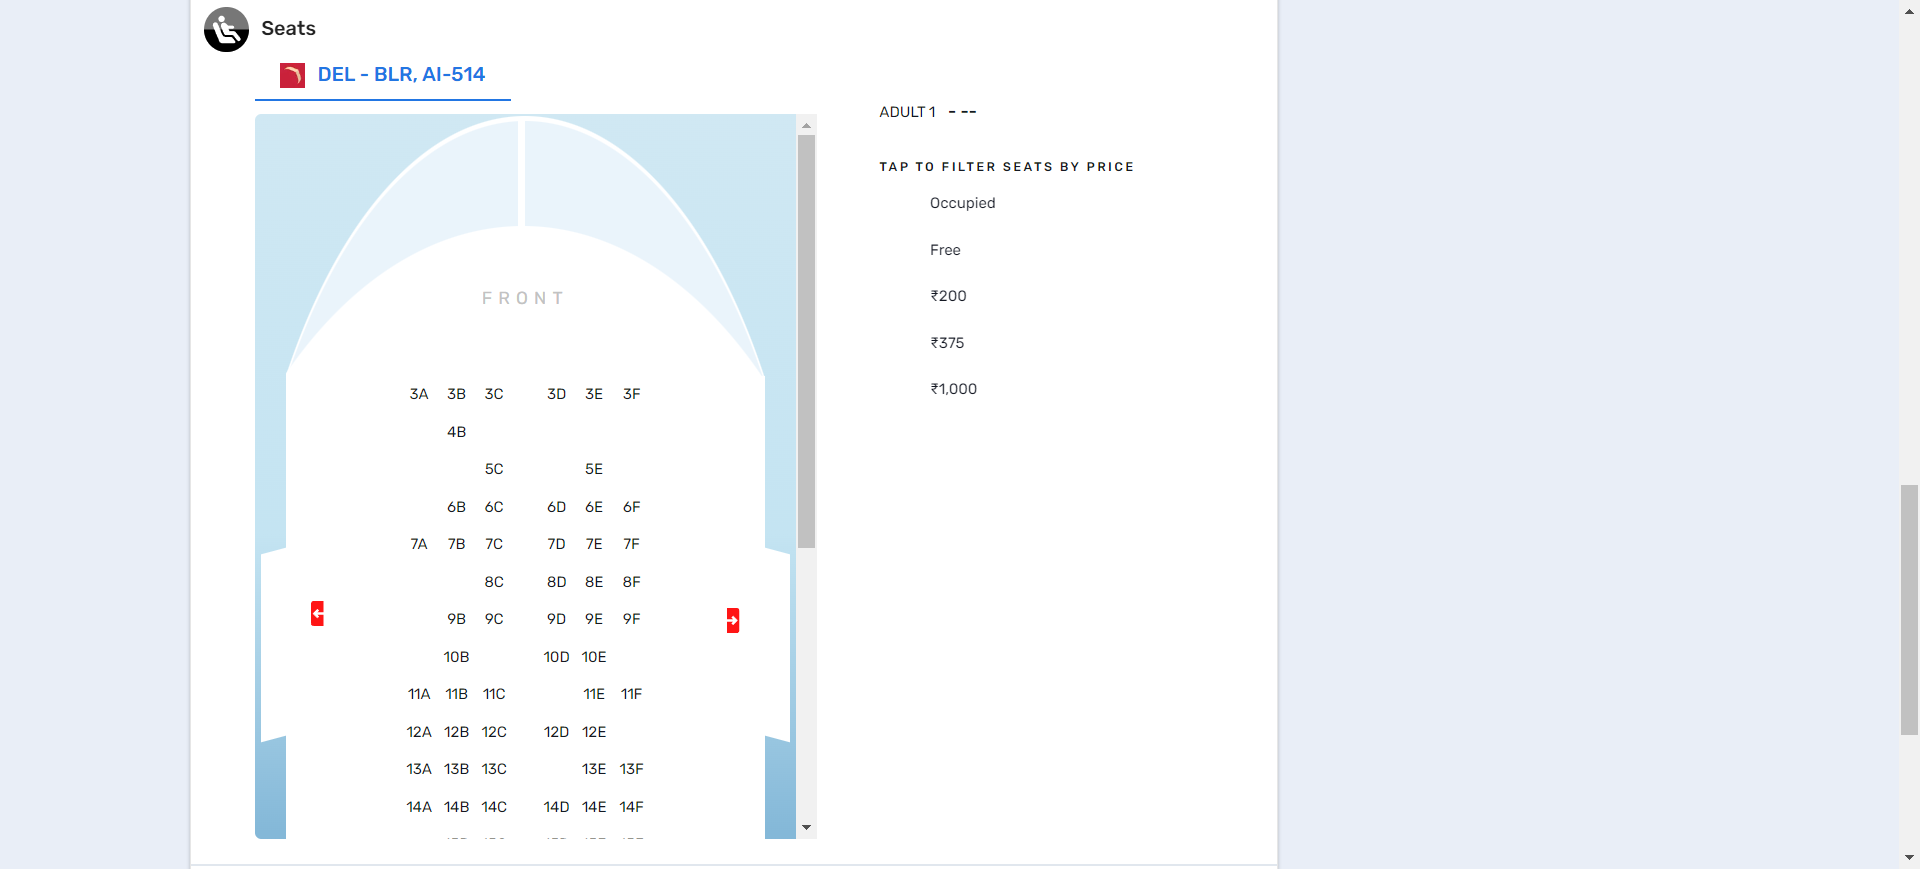 Seats
DEL - BLR, AI-514
ADULT 1 - --
TAP TO FILTER SEATS BY PRICE
Occupied
Free
₹200
₹375
₹1,000
FRONT
3A 3B 3C 3D 3E 3F
4B
5C 5E
6B 6C 6D 6E 6F
7A 7B 7C 7D 7E 7F
8C 8D 8E 8F
9B 9C 9D 9E 9F
10B 10D 10E
11A 11B 11C 11E 11F
12A 12B 12C 12D 12E
13A 13B 13C 13E 13F
14A 14B 14C 14D 14E 14F